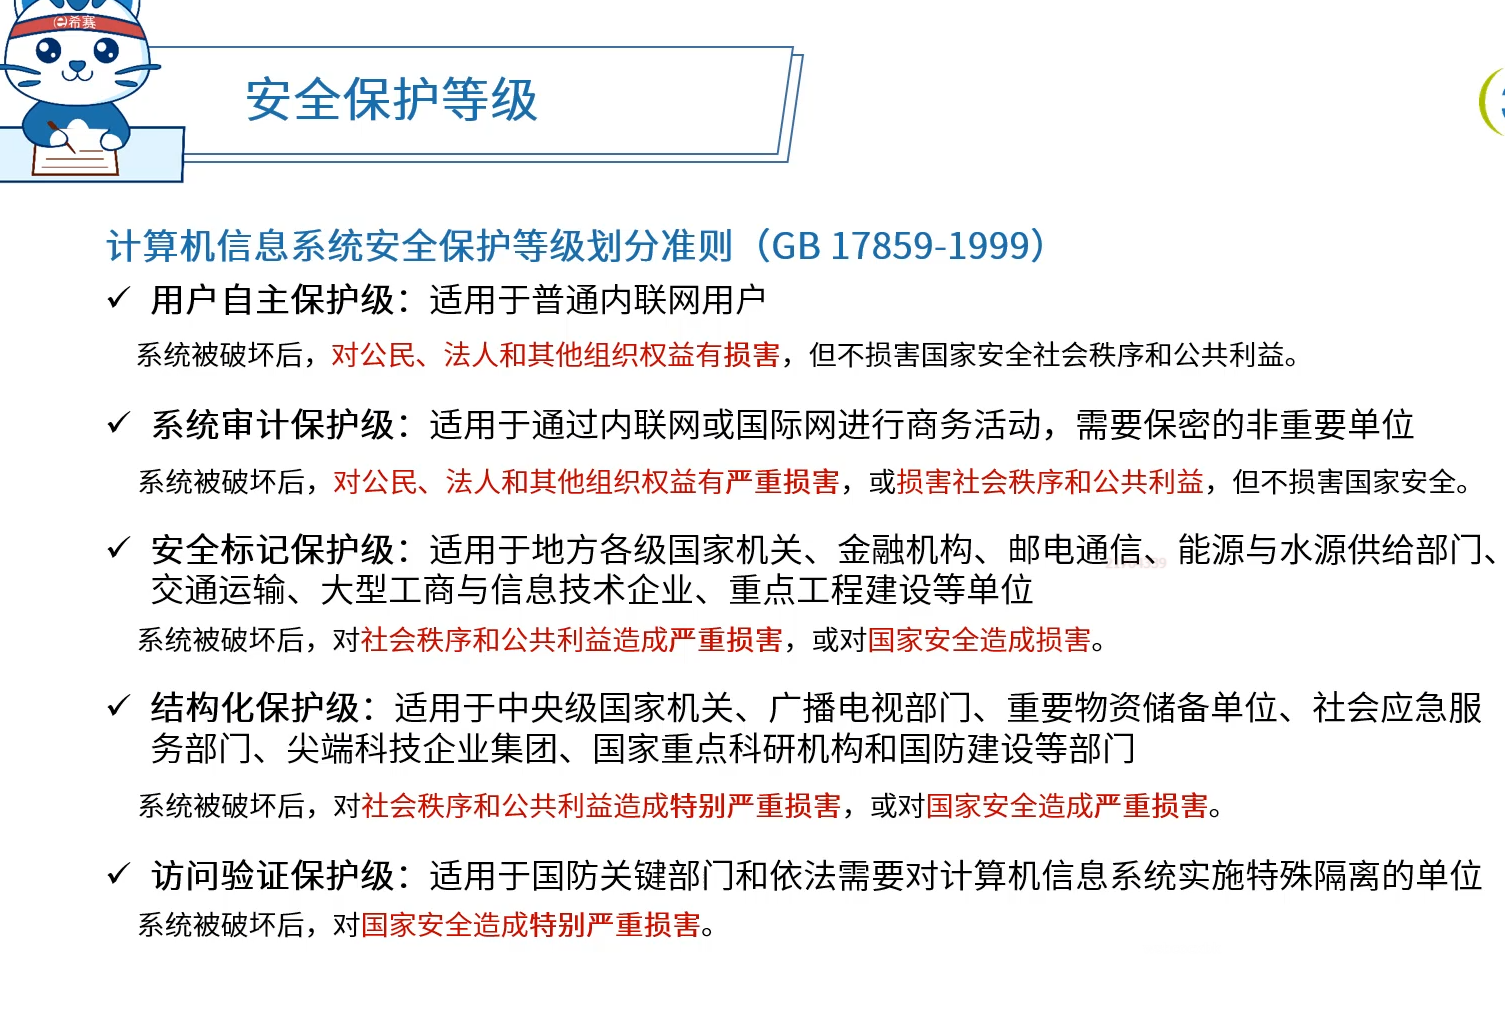 e希赛
安全保护等级
计算机信息系统安全保护等级划分准则（GB 17859-1999）
✓ 用户自主保护级：适用于普通内联网用户
系统被破坏后，对公民、法人和其他组织权益有损害，但不损害国家安全社会秩序和公共利益。
✓ 系统审计保护级：适用于通过内联网或国际网进行商务活动，需要保密的非重要单位
系统被破坏后，对公民、法人和其他组织权益有严重损害，或损害社会秩序和公共利益，但不损害国家安全。
✓ 安全标记保护级：适用于地方各级国家机关、金融机构、邮电通信、能源与水源供给部门、
交通运输、大型工商与信息技术企业、重点工程建设等单位
系统被破坏后，对社会秩序和公共利益造成严重损害，或对国家安全造成损害。
✓ 结构化保护级：适用于中央级国家机关、广播电视部门、重要物资储备单位、社会应急服
务部门、尖端科技企业集团、国家重点科研机构和国防建设等部门
系统被破坏后，对社会秩序和公共利益造成特别严重损害，或对国家安全造成严重损害。
✓ 访问验证保护级：适用于国防关键部门和依法需要对计算机信息系统实施特殊隔离的单位
系统被破坏后，对国家安全造成特别严重损害。